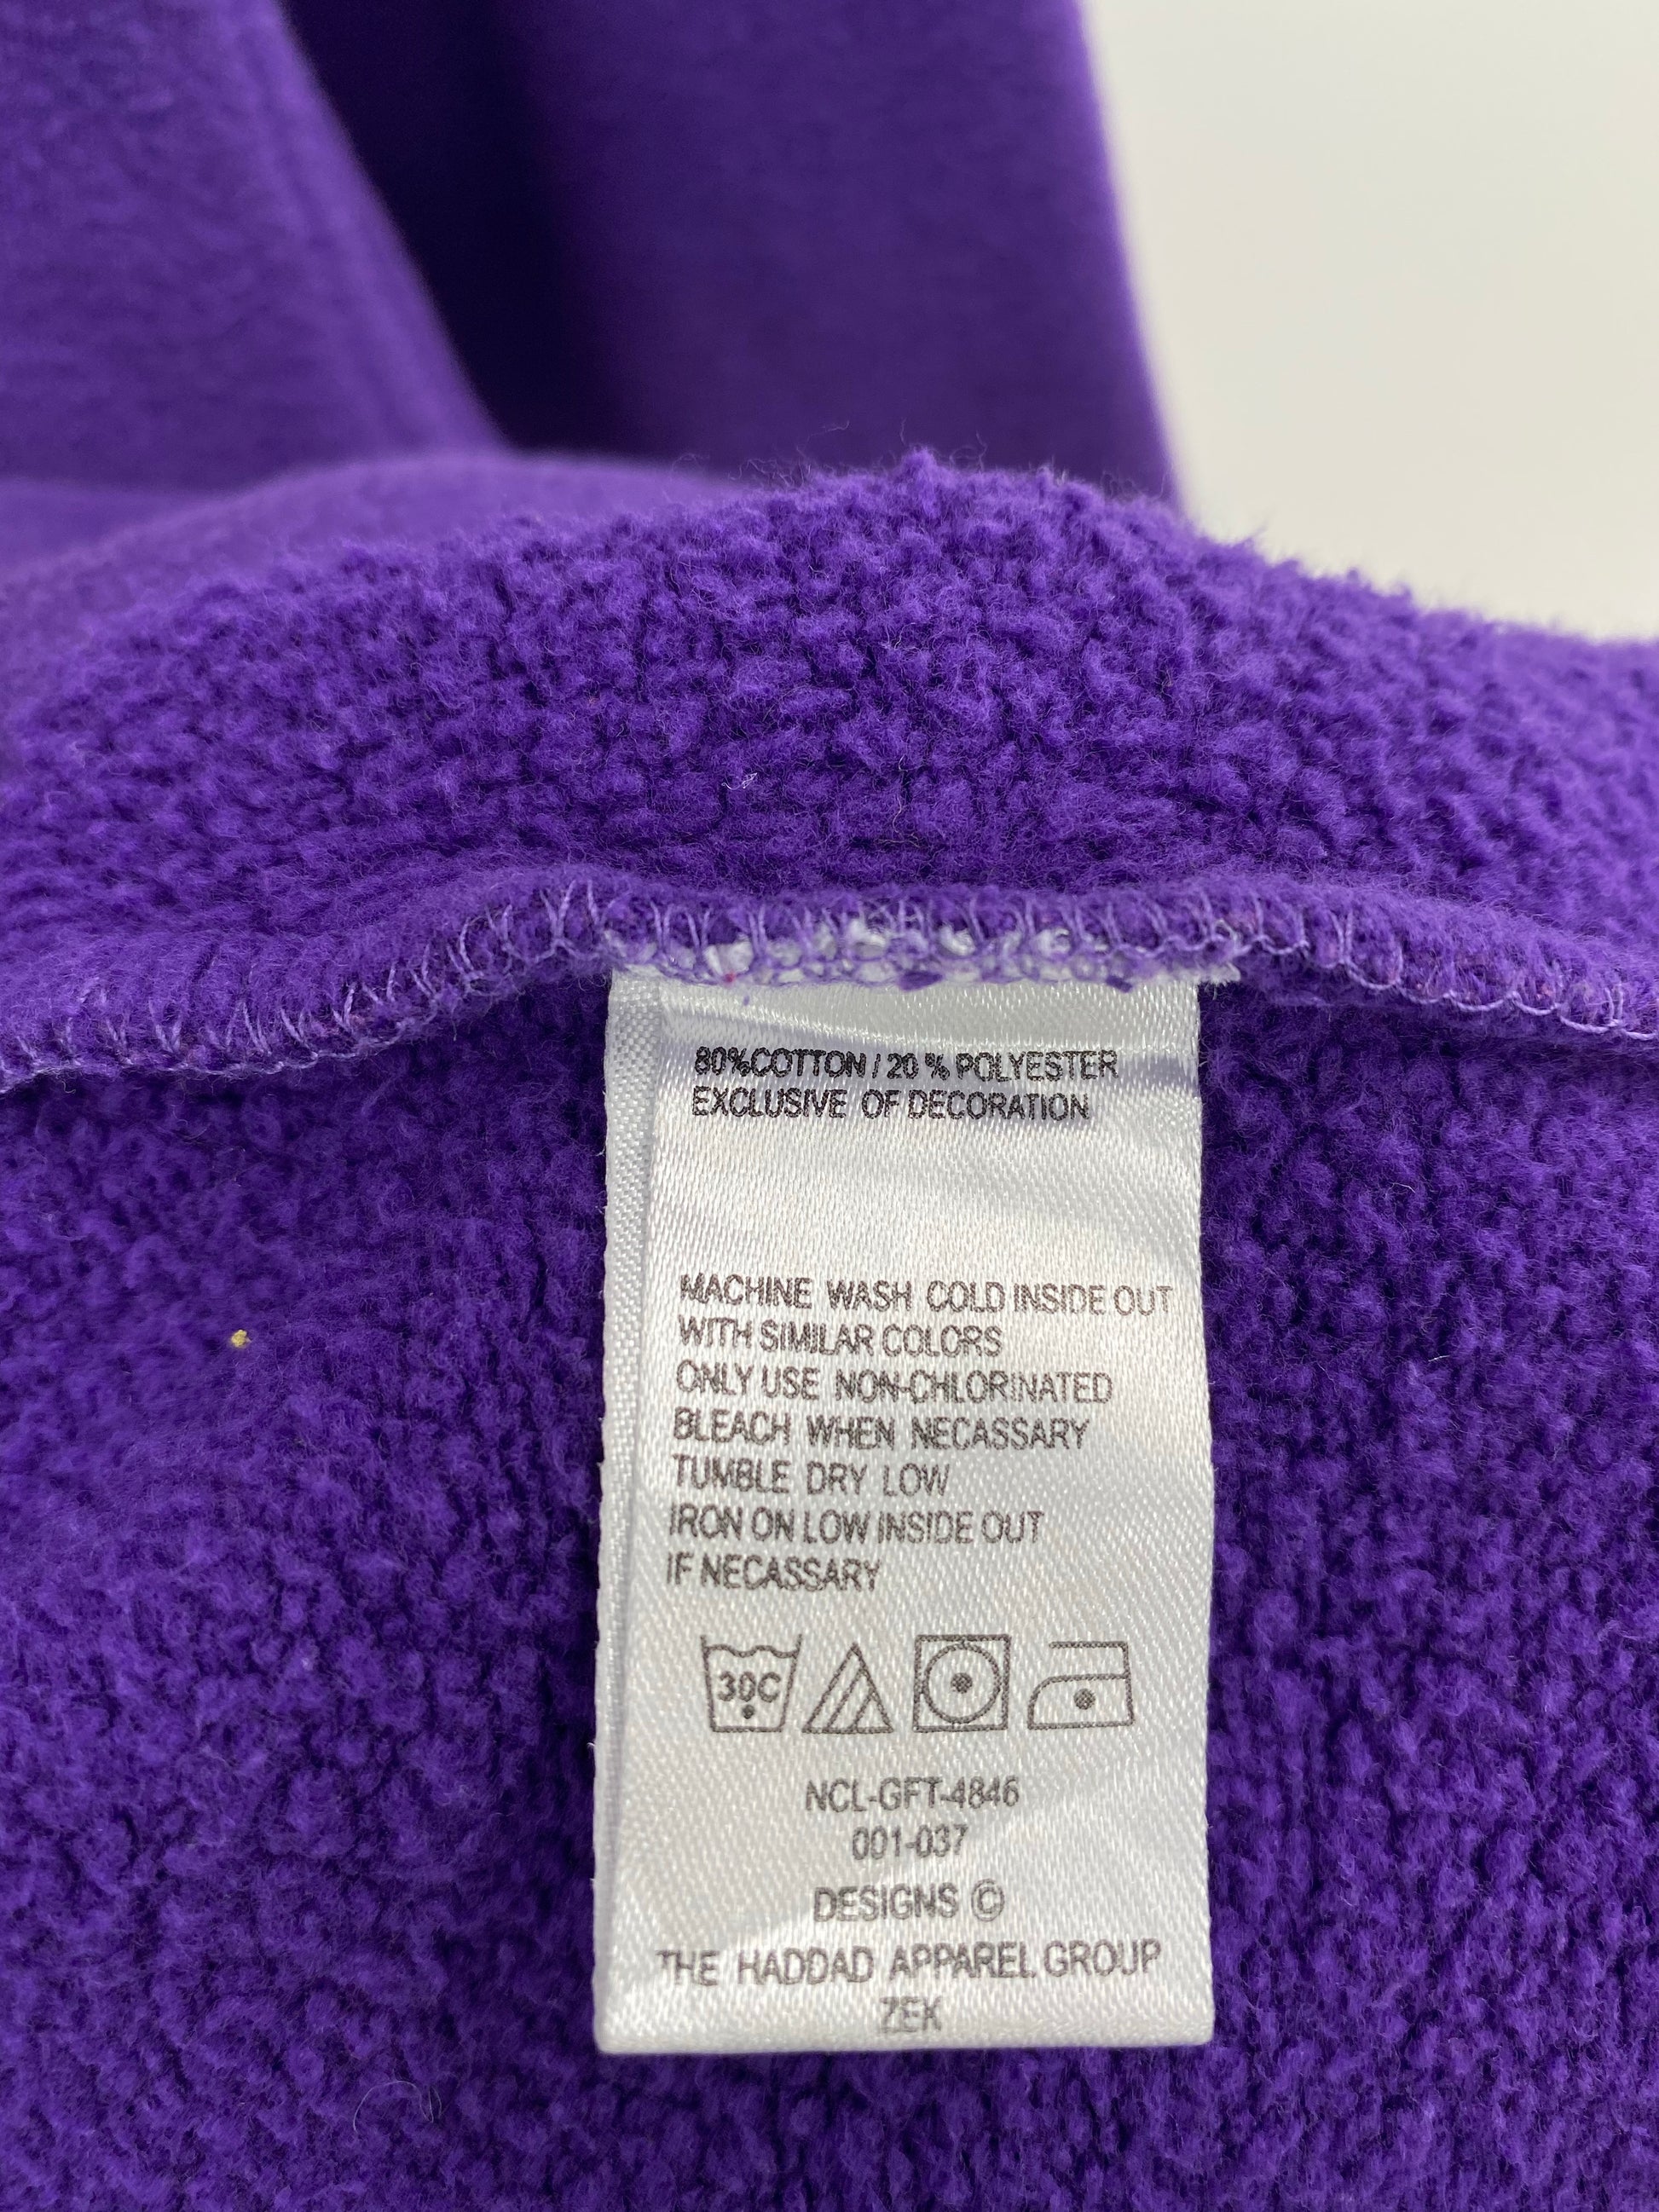 80%COTTON / 20 % POLYESTER
EXCLUSIVE OF DECORATION
MACHINE WASH COLD INSIDE OUT
WITH SIMILAR COLORS
ONLY USE NON-CHLORINATED
BLEACH WHEN NECASSARY
TUMBLE DRY LOW
IRON ON LOW INSIDE OUT
IF NECASSARY
30C
NCL-GFT-4846
001-037
DESIGNS ©
THE HADDAD APPAREL GROUP
ZEK